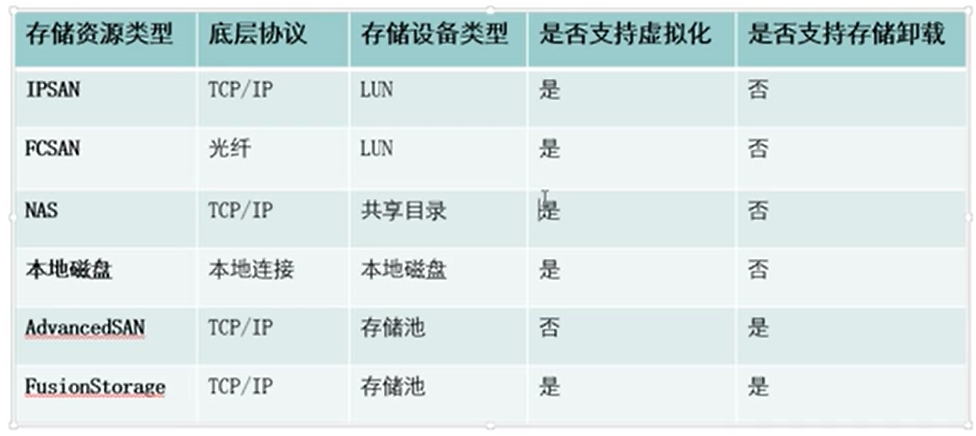 存储资源类型 底层协议 存储设备类型 是否支持虚拟化 是否支持存储卸载
IPSAN TCP/IP LUN 是 否
FCSAN 光纤 LUN 是 否
NAS TCP/IP 共享目录 是 否
本地磁盘 本地连接 本地磁盘 是 否
AdvancedSAN TCP/IP 存储池 否 是
FusionStorage TCP/IP 存储池 是 是